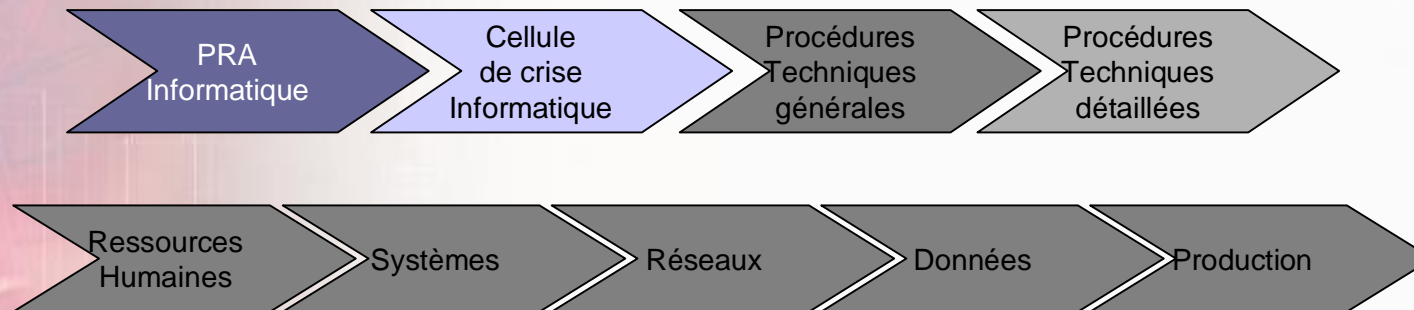 PRA
Informatique
Cellule
de crise
Informatique
Procédures
Techniques
générales
Procédures
Techniques
détaillées
Ressources
Humaines
Systèmes
Réseaux
Données
Production